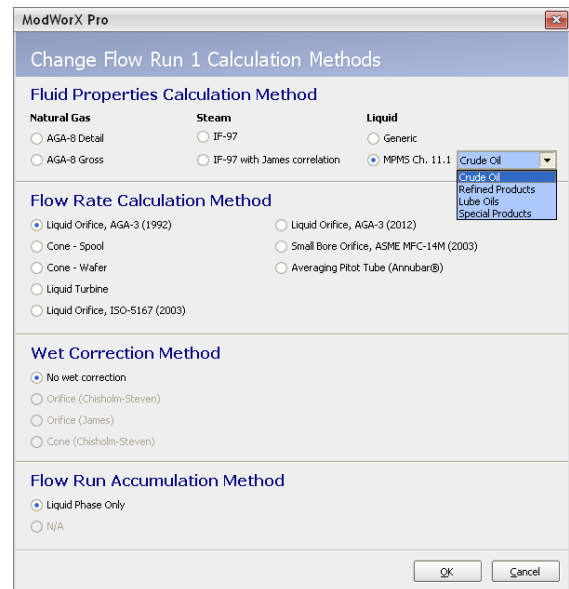 ModWorX Pro
Change Flow Run 1 Calculation Methods
Fluid Properties Calculation Method
Natural Gas Steam Liquid
AGA-8 Detail IF-97 Generic
AGA-8 Gross IF-97 with James correlation MPMS Ch. 11.1 Crude Oil
Crude Oil
Refined Products
Lube Oils
Special Products
Flow Rate Calculation Method
Liquid Orifice, AGA-3 (1992) Liquid Orifice, AGA-3 (2012)
Cone - Spool Small Bore Orifice, ASME MFC-14M (2003)
Cone - Wafer Averaging Pitot Tube (Annubar®)
Liquid Turbine
Liquid Orifice, ISO-5167 (2003)
Wet Correction Method
No wet correction
Orifice (Chisholm-Steven)
Orifice (James)
Cone (Chisholm-Steven)
Flow Run Accumulation Method
Liquid Phase Only
N/A
OK Cancel